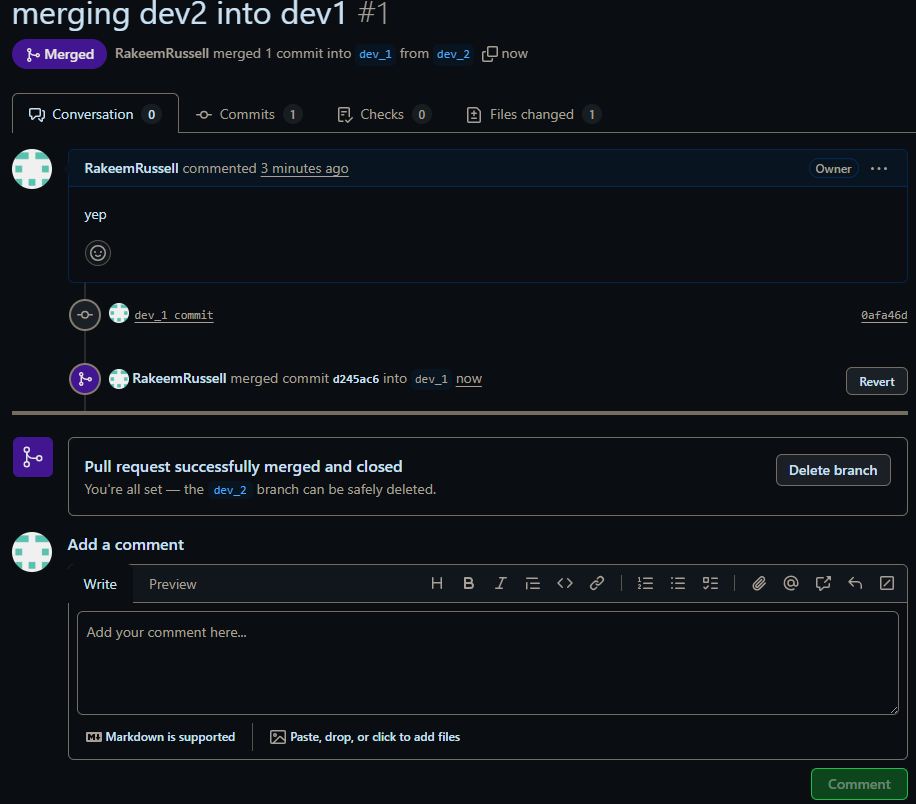 merging dev2 into dev1 #1
Merged RakeemRussell merged 1 commit into dev_1 from dev_2 now
Conversation 0 Commits 1 Checks 0 Files changed 1
RakeemRussell commented 3 minutes ago Owner ...
yep
dev_1 commit 0afa46d
RakeemRussell merged commit d245ac6 into dev_1 now Revert
Pull request successfully merged and closed
You're all set — the dev_2 branch can be safely deleted.
Delete branch
Add a comment
Write Preview
Add your comment here...
Markdown is supported Paste, drop, or click to add files
Comment